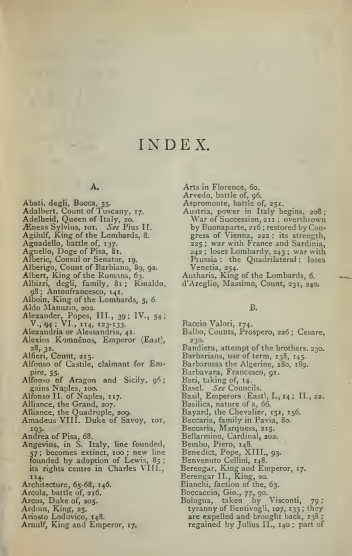 INDEX.
A.
Abati, degli, Bocca, 55.
Adalbert, Count of Tuscany, 17.
Adelheid, Queen of Italy, 20.
Æneas Sylvius, 101. See Pius II.
Agilulf, King of the Lombards, 8.
Agnadello, battle of, 137.
Agnello, Doge of Pisa, 81.
Alberic, Consul or Senator, 19.
Alberigo, Count of Barbiano, 89, 92.
Albert, King of the Romans, 63.
Albizzi, degli, family, 81; Rinaldo,
98; Antonfrancesco, 141.
Alboin, King of the Lombards, 5, 6.
Aldo Manuzio, 202.
Alexander, Popes, III., 39; IV., 54;
V., 94; VI., 114, 123-133.
Alexandria or Alessandria, 41.
Alexios Komnênos, Emperor (East),
28, 32.
Alfieri, Count, 215.
Alfonso of Castile, claimant for Em-
pire, 55.
Alfonso of Aragon and Sicily, 96;
gains Naples, 100.
Alfonso II. of Naples, 117.
Alliance, the Grand, 207.
Alliance, the Quadruple, 209.
Amadeus VIII. Duke of Savoy, 101,
193.
Andrea of Pisa, 68.
Angevins, in S. Italy, line founded,
57; becomes extinct, 100; new line
founded by adoption of Lewis, 85;
its rights centre in Charles VIII.,
114.
Architecture, 65-68, 146.
Arcola, battle of, 216.
Arcos, Duke of, 205.
Ardoin, King, 25.
Ariosto Lodovico, 148.
Arnulf, King and Emperor, 17.
Arts in Florence, 60.
Arvedo, battle of, 96.
Aspromonte, battle of, 251.
Austria, power in Italy begins, 208;
War of Succession, 211; overthrown
by Buonaparte, 216; restored by Con-
gress of Vienna, 222; its strength,
225; war with France and Sardinia,
242; loses Lombardy, 243; war with
Prussia: the Quadrilateral: loses
Venetia, 254.
Autharis, King of the Lombards, 6.
d'Azeglio, Massimo, Count, 231, 240.
B.
Baccio Valori, 174.
Balbo, Counts, Prospero, 226; Cesare,
230.
Bandiera, attempt of the brothers. 230.
Barbarians, use of term, 138, 145.
Barbarossa the Algerine, 180, 189.
Barbavara, Francesco, 91.
Bari, taking of, 14.
Basel. See Councils.
Basil, Emperors (East), I., 14; II., 22.
Basilica, nature of a, 66.
Bayard, the Chevalier, 151, 156.
Beccaria, family in Pavia, 80.
Beccaria, Marquess, 215.
Bellarmino, Cardinal, 202.
Bembo, Piero, 148.
Benedict, Pope, XIII., 93.
Benvenuto Cellini, 148.
Berengar, King and Emperor, 17.
Berengar II., King, 20.
Bianchi, faction of the, 63.
Boccaccio, Gio., 77, 90.
Bologna, taken by Visconti, 79;
tyranny of Bentivogli, 107, 133; they
are expelled and brought back, 138;
regained by Julius II., 140; part of